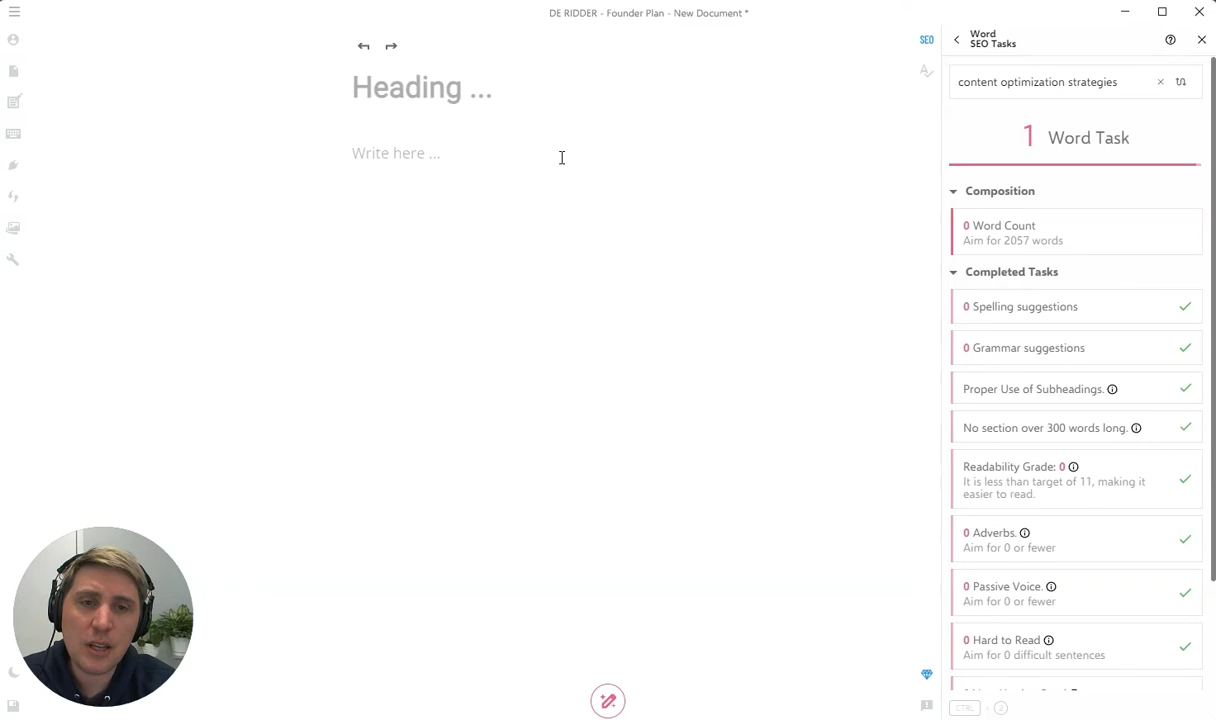 DE RIDDER - Founder Plan - New Document *
Heading ...
Write here ...
SEO
Word
SEO Tasks
content optimization strategies
1 Word Task
Composition
0 Word Count
Aim for 2057 words
Completed Tasks
0 Spelling suggestions
0 Grammar suggestions
Proper Use of Subheadings.
No section over 300 words long.
Readability Grade: 0
It is less than target of 11, making it
easier to read.
0 Adverbs.
Aim for 0 or fewer
0 Passive Voice.
Aim for 0 or fewer
0 Hard to Read
Aim for 0 difficult sentences
CTRL + 2